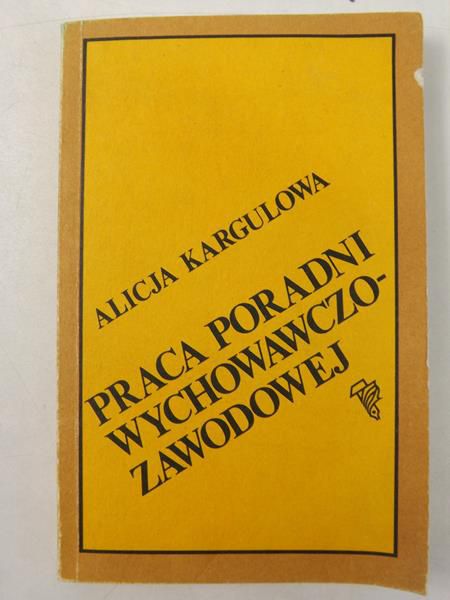 ALICJA KARGULOWA
PRACA PORADNI
WYCHOWAWCZO-
ZAWODOWEJ